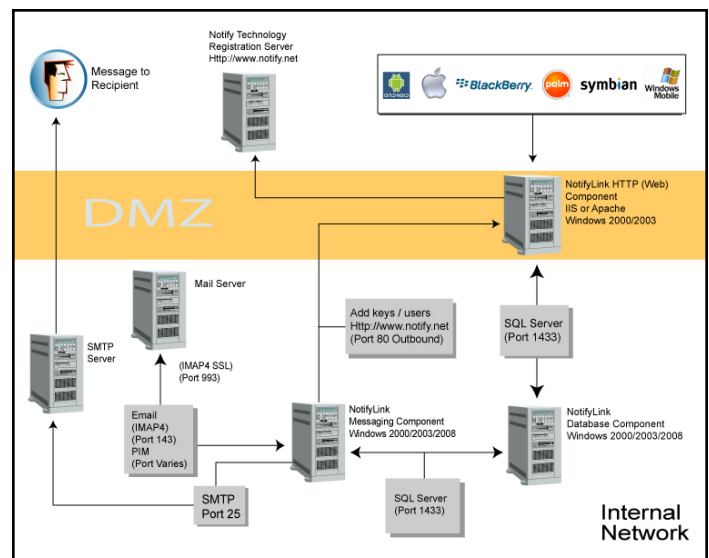 Notify Technology
Registration Server
Http://www.notify.net
Message to
Recipient
ANDROID
BlackBerry.
palm
symbian
Windows
Mobile
DMZ
NotifyLink HTTP (Web)
Component
IIS or Apache
Windows 2000/2003
Mail Server
SMTP
Server
(IMAP4 SSL)
(Port 993)
Add keys / users
Http://www.notify.net
(Port 80 Outbound)
SQL Server
(Port 1433)
Email
(IMAP4)
(Port 143)
PIM
(Port Varies)
NotifyLink
Messaging Component
Windows 2000/2003/2008
NotifyLink
Database Component
Windows 2000/2003/2008
SMTP
Port 25
SQL Server
(Port 1433)
Internal
Network